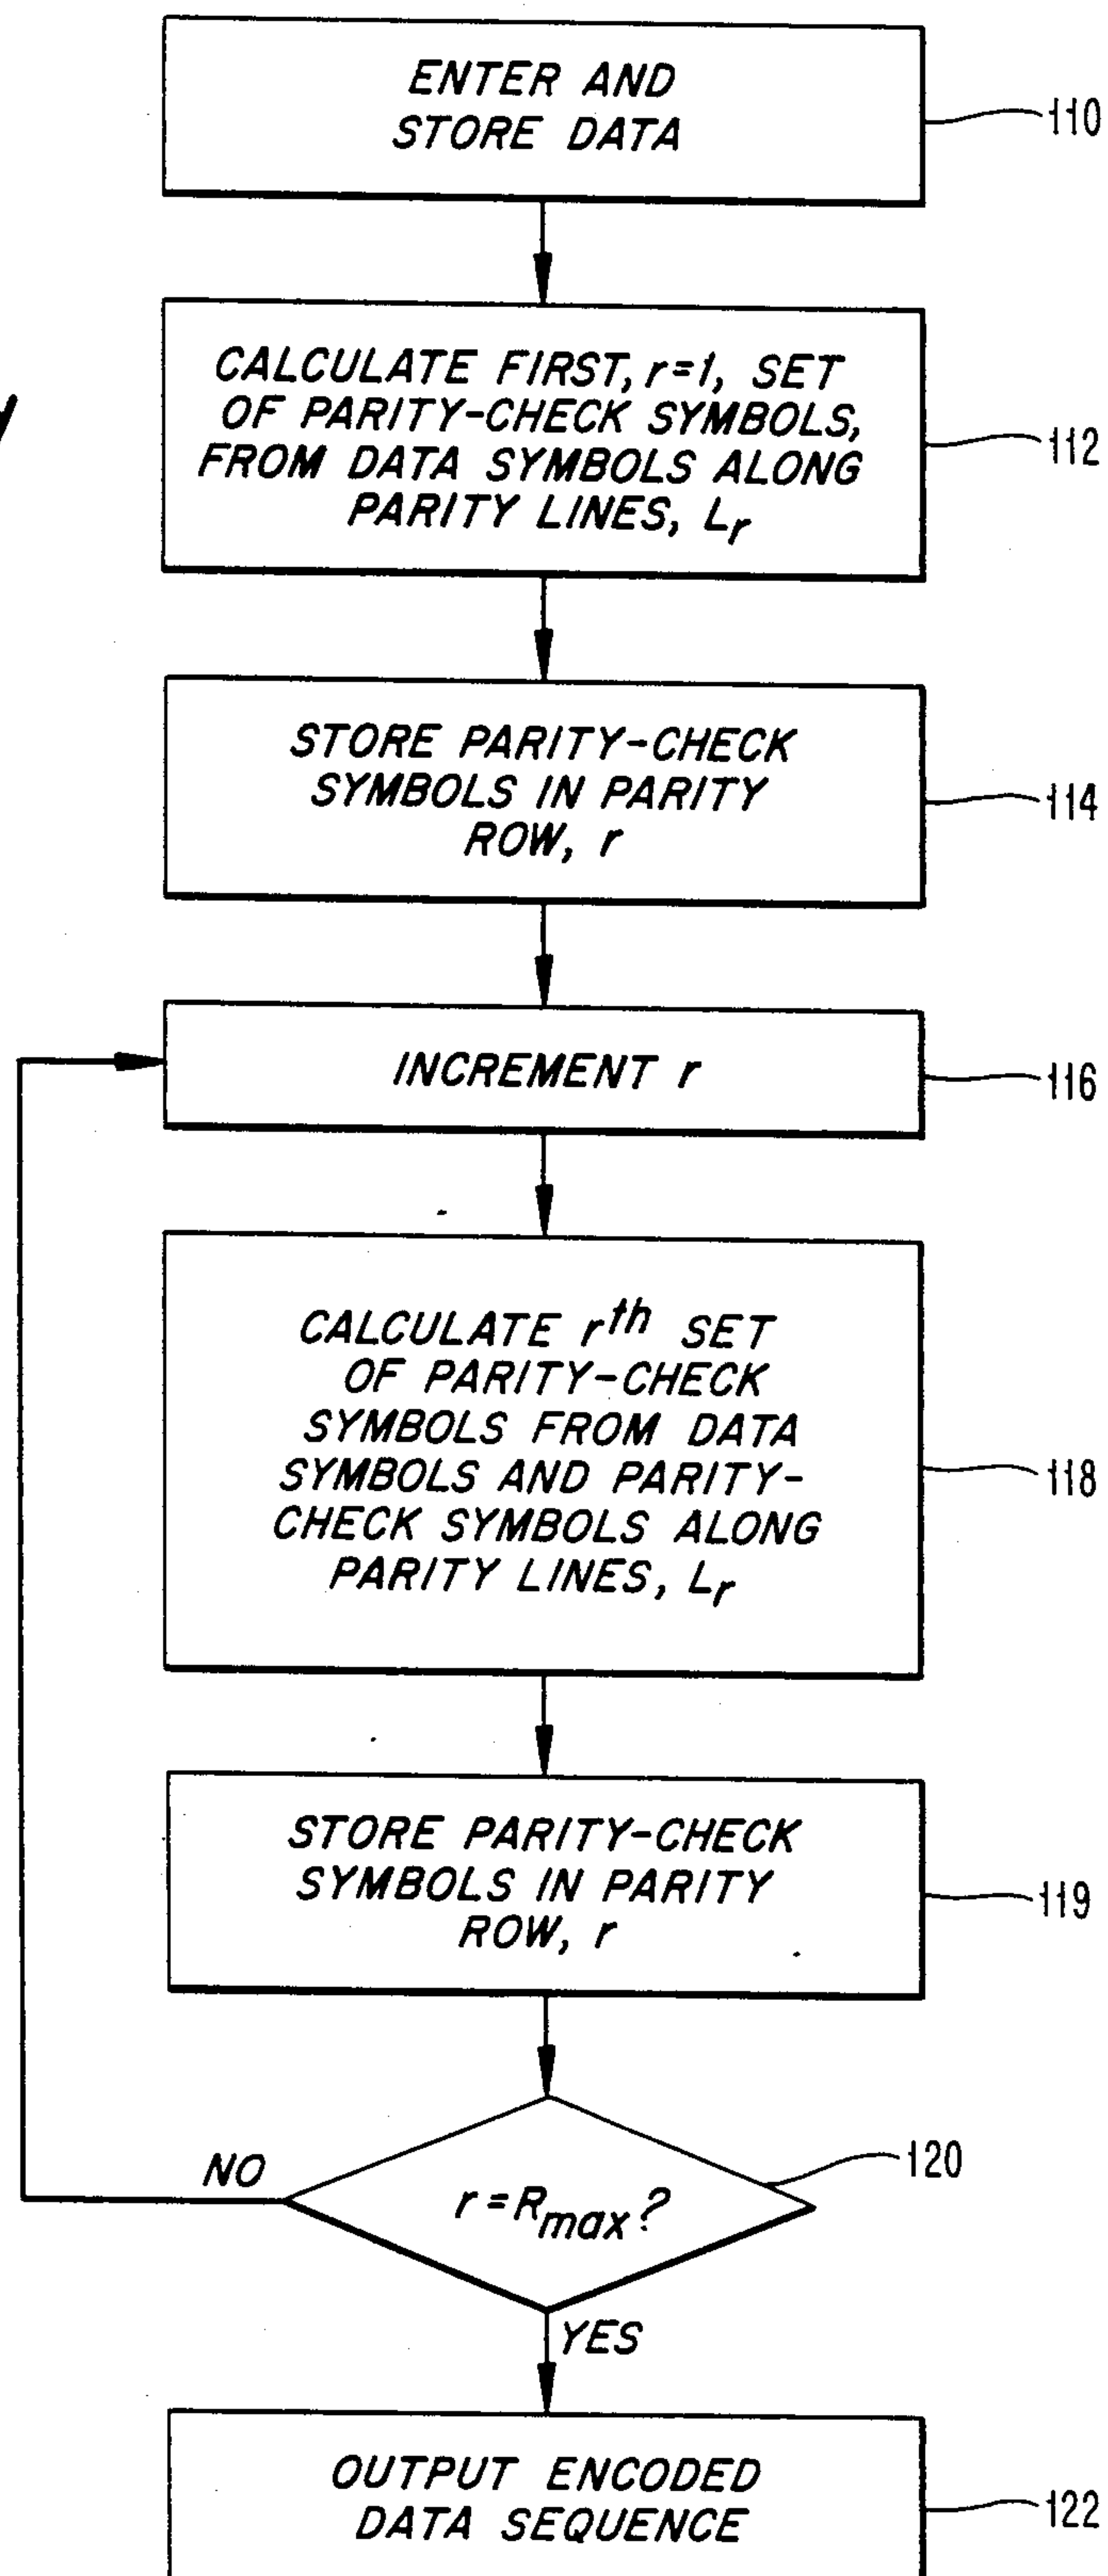 ENTER AND
STORE DATA
110
CALCULATE FIRST, r=1, SET
OF PARITY-CHECK SYMBOLS,
FROM DATA SYMBOLS ALONG
PARITY LINES, Lr
112
STORE PARITY-CHECK
SYMBOLS IN PARITY
ROW, r
114
INCREMENT r
116
CALCULATE rth SET
OF PARITY-CHECK
SYMBOLS FROM DATA
SYMBOLS AND PARITY-
CHECK SYMBOLS ALONG
PARITY LINES, Lr
118
STORE PARITY-CHECK
SYMBOLS IN PARITY
ROW, r
119
NO
r=Rmax?
120
YES
OUTPUT ENCODED
DATA SEQUENCE
122